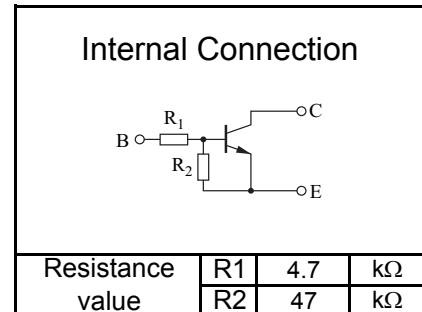 Internal Connection
C
R1
B
R2
E
Resistance value R1 4.7 kΩ
R2 47 kΩ